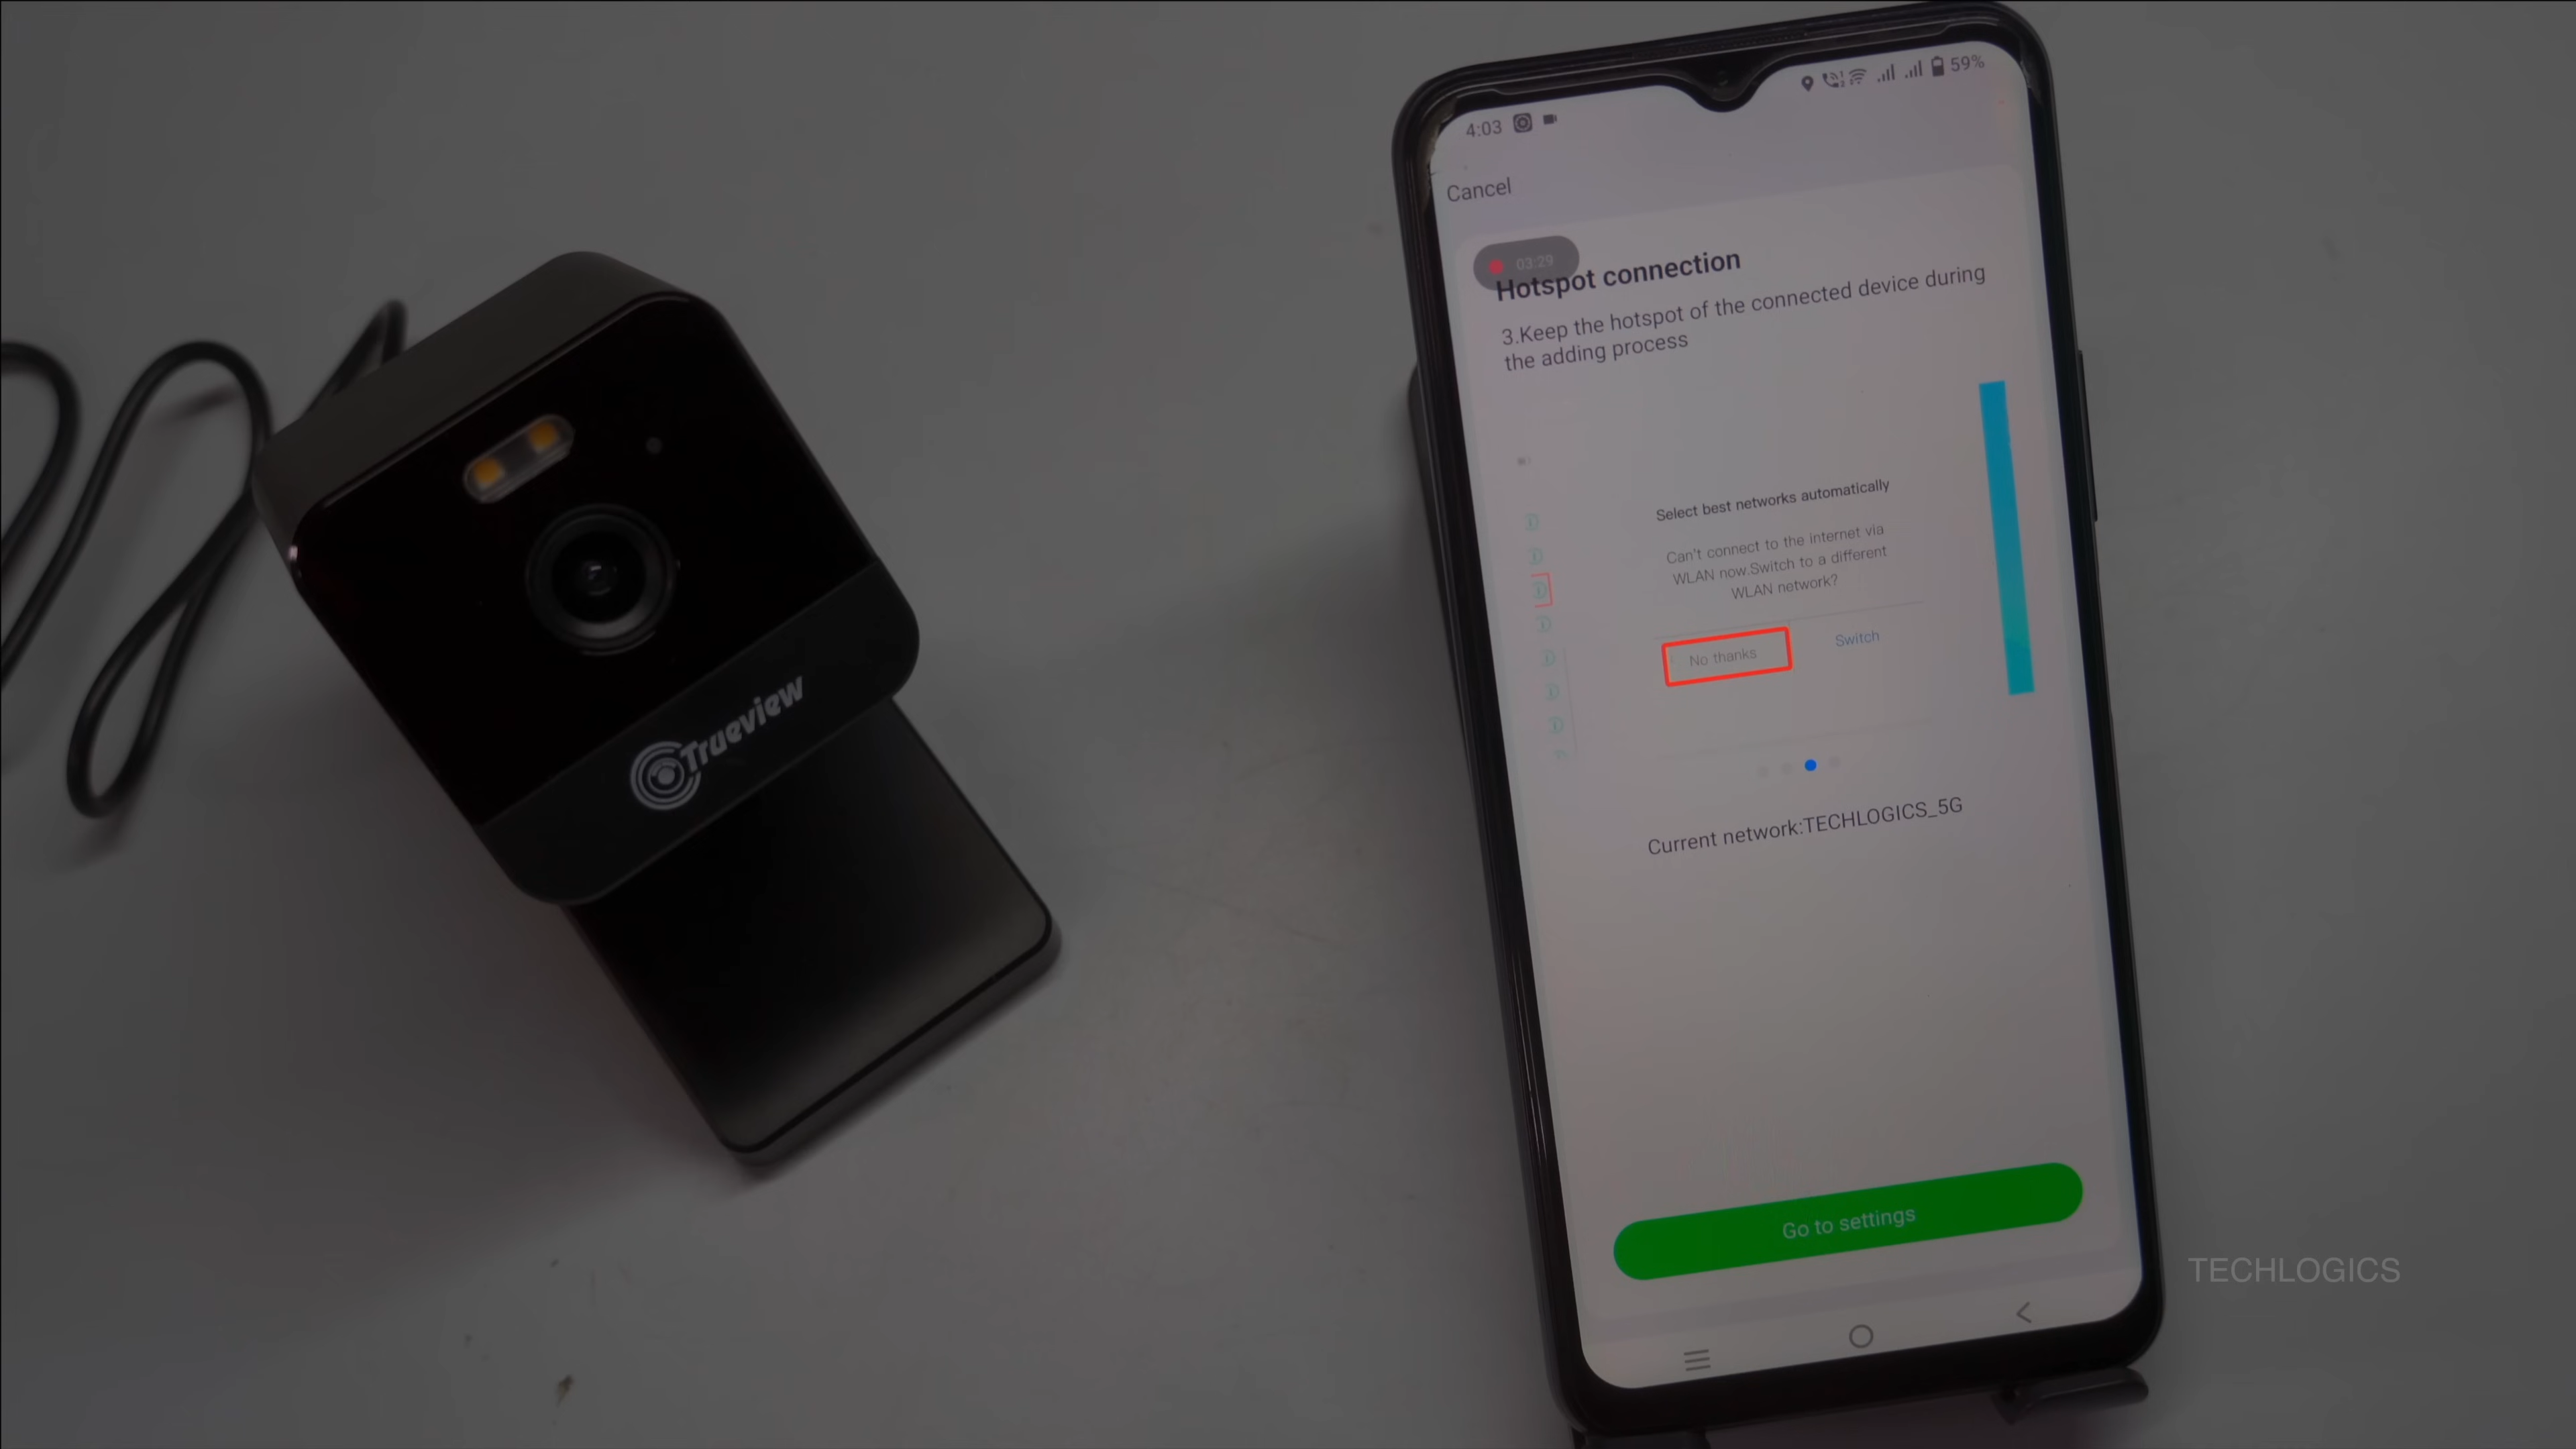 4:03
59%
Cancel
03:29
Hotspot connection
3.Keep the hotspot of the connected device during
the adding process
Select best networks automatically
Can't connect to the internet via
WLAN now.Switch to a different
WLAN network?
No thanks
Switch
Current network:TECHLOGICS_5G
Go to settings
Trueview
TECHLOGICS